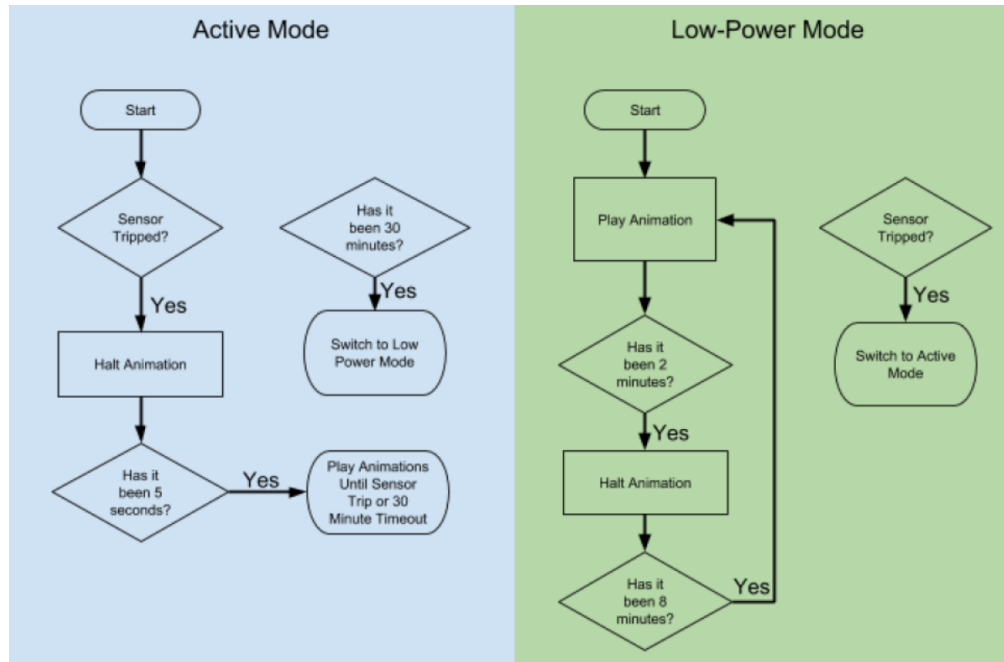 Active Mode
Start
Sensor
Tripped?
Yes
Halt Animation
Has it
been 5
seconds?
Yes
Play Animations
Until Sensor
Trip or 30
Minute Timeout
Has it
been 30
minutes?
Yes
Switch to Low
Power Mode
Low-Power Mode
Start
Play Animation
Has it
been 2
minutes?
Yes
Halt Animation
Has it
been 8
minutes?
Yes
Sensor
Tripped?
Yes
Switch to Active
Mode